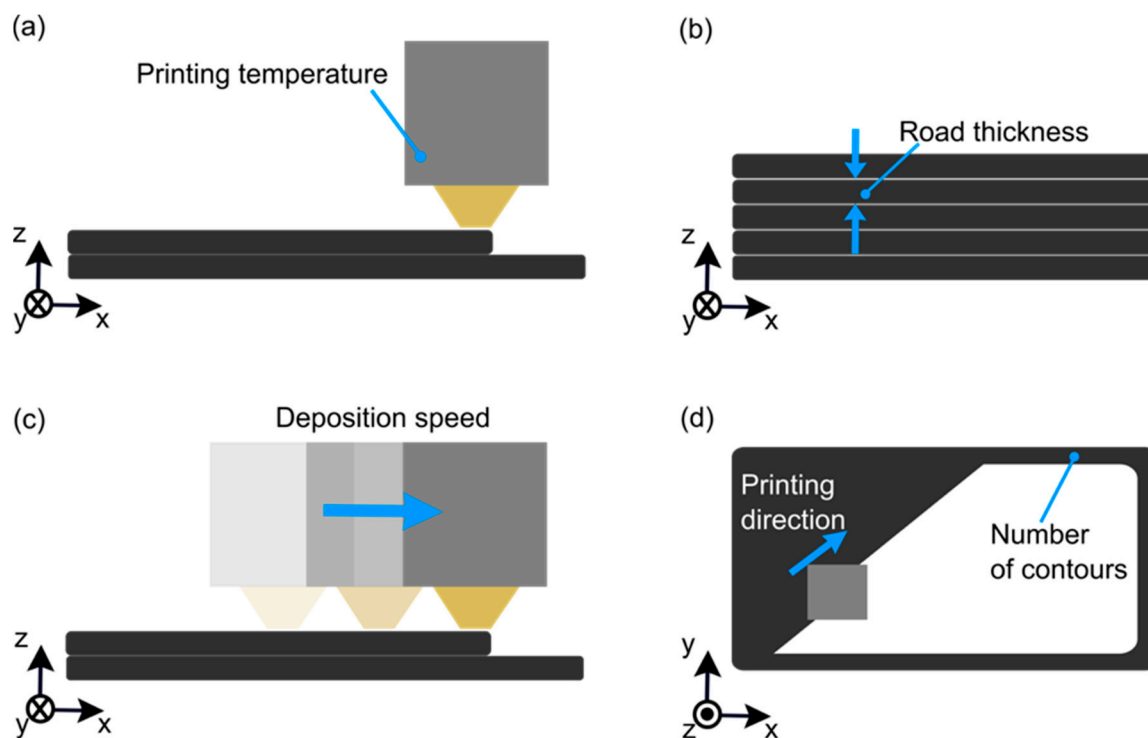 (a)
Printing temperature
z
y
x
(b)
Road thickness
z
y
x
(c)
Deposition speed
z
y
x
(d)
Printing
direction
Number
of contours
y
z
x